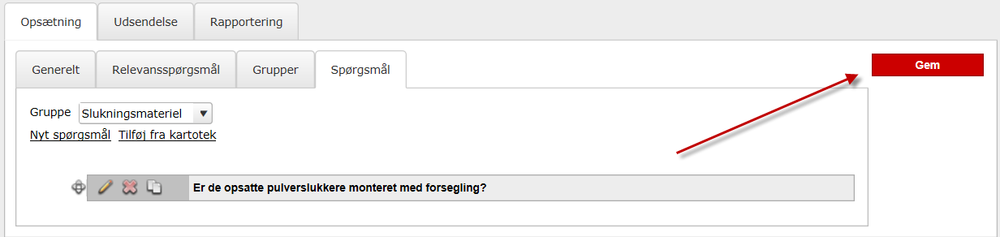 Opsætning Udsendelse Rapportering
Generelt Relevansspørgsmål Grupper Spørgsmål Gem
Gruppe Slukningsmateriel
Nyt spørgsmål Tilføj fra kartotek
Er de opsatte pulverslukkere monteret med forsegling?